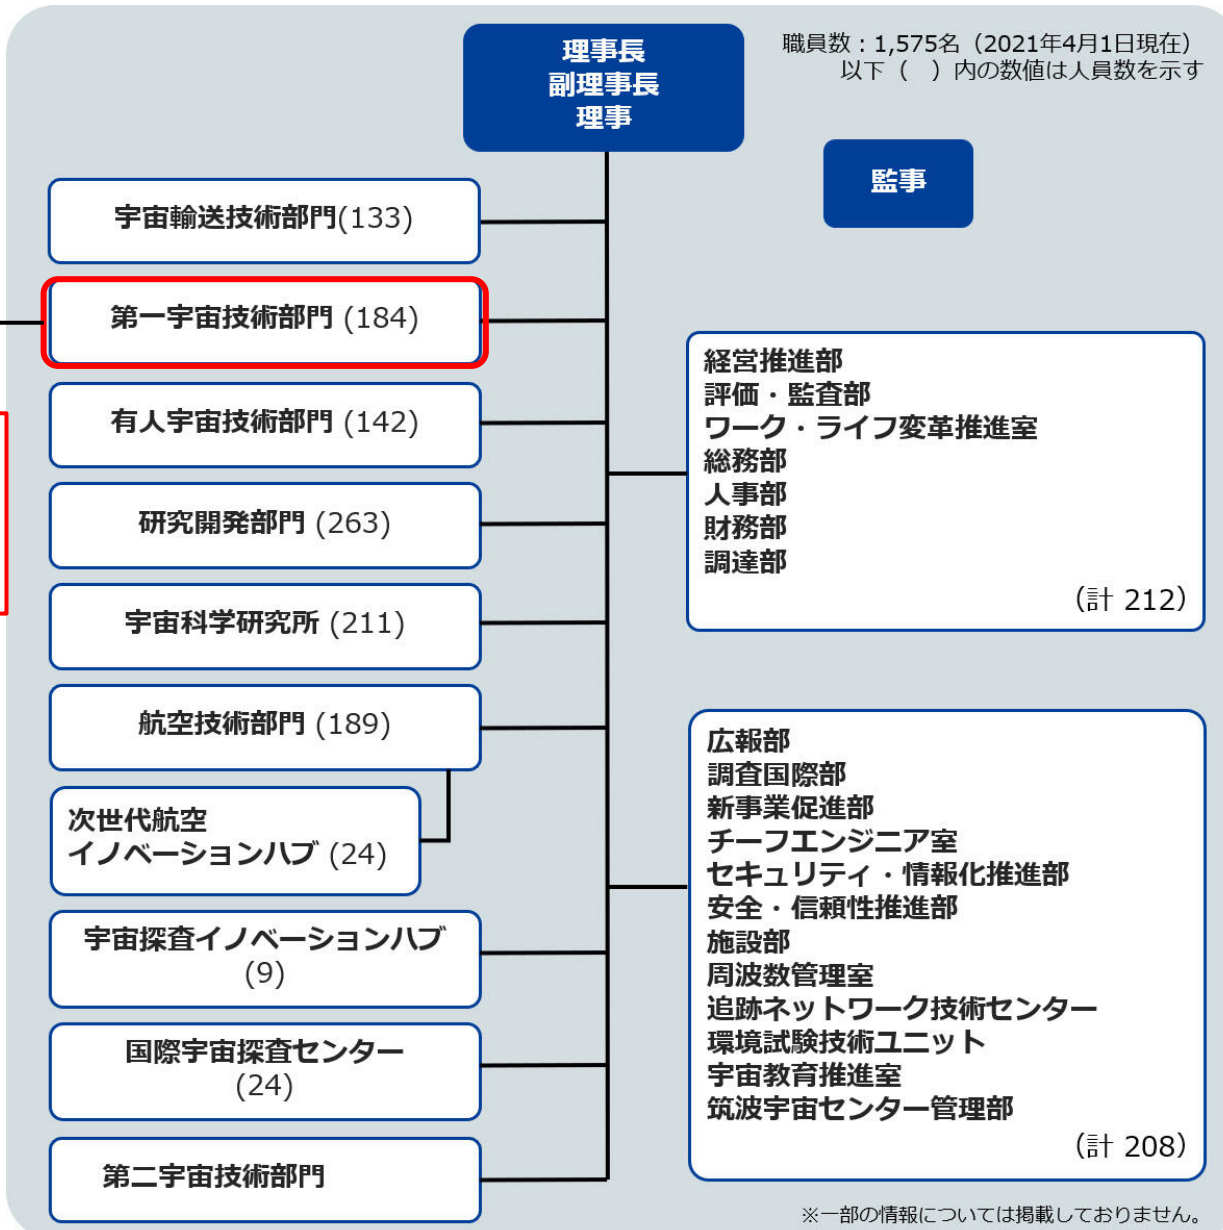 理事長
副理事長
理事
職員数：1,575名（2021年4月1日現在）
以下（　）内の数値は人員数を示す
監事
宇宙輸送技術部門(133)
第一宇宙技術部門 (184)
有人宇宙技術部門 (142)
研究開発部門 (263)
宇宙科学研究所 (211)
航空技術部門 (189)
次世代航空
イノベーションハブ (24)
宇宙探査イノベーションハブ
(9)
国際宇宙探査センター
(24)
第二宇宙技術部門
経営推進部
評価・監査部
ワーク・ライフ変革推進室
総務部
人事部
財務部
調達部
（計 212）
広報部
調査国際部
新事業促進部
チーフエンジニア室
セキュリティ・情報化推進部
安全・信頼性推進部
施設部
周波数管理室
追跡ネットワーク技術センター
環境試験技術ユニット
宇宙教育推進室
筑波宇宙センター管理部
（計 208）
※一部の情報については掲載しておりません。